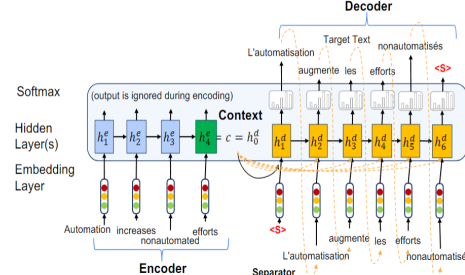 Decoder
Target Text
L'automatisation
augmente
les
efforts
nonautomatisés
<S>
Softmax
(output is ignored during encoding)
Context
Hidden
Layer(s)
h₁ᵉ h₂ᵉ h₃ᵉ h₄ᵉ = c = h₀ᵈ h₁ᵈ h₂ᵈ h₃ᵈ h₄ᵈ h₅ᵈ h₆ᵈ
Embedding
Layer
Automation
increases
nonautomated
efforts
<S>
L'automatisation
augmente
les
efforts
nonautomatisé
Encoder
Separator